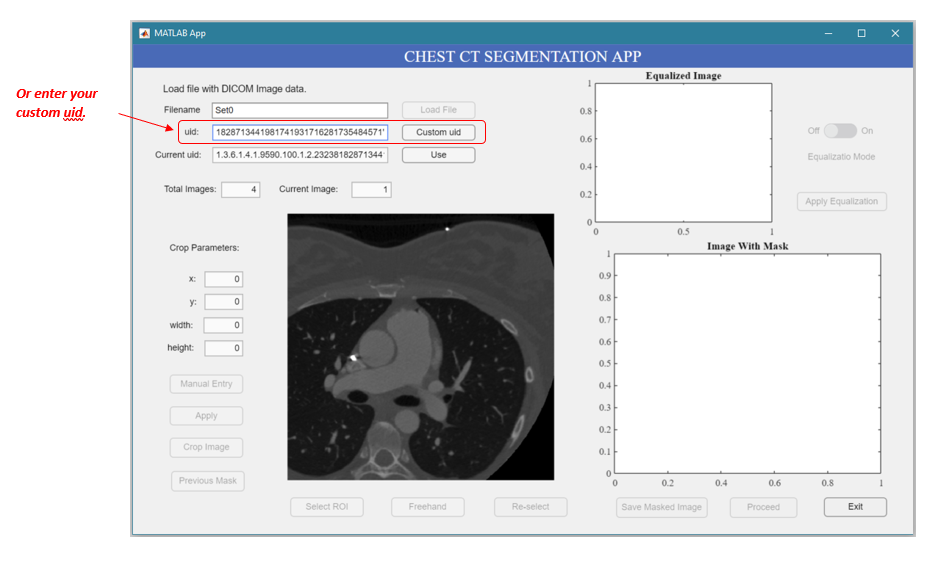 MATLAB App
CHEST CT SEGMENTATION APP
Or enter your
custom uid.
Load file with DICOM Image data.
Filename Set0 Load File
uid: 18287134419817419317162817354845711 Custom uid
Current uid: 1.3.6.1.4.1.9590.100.1.2.23238182871344 Use
Total Images: 4 Current Image: 1
Crop Parameters:
x: 0
y: 0
width: 0
height: 0
Manual Entry
Apply
Crop Image
Previous Mask
Select ROI Freehand Re-select
Equalized Image
1
0.8
0.6
0.4
0.2
0
0 0.5 1
Off On
Equalizatio Mode
Apply Equalization
Image With Mask
1
0.9
0.8
0.7
0.6
0.5
0.4
0.3
0.2
0.1
0
0 0.2 0.4 0.6 0.8 1
Save Masked Image Proceed Exit